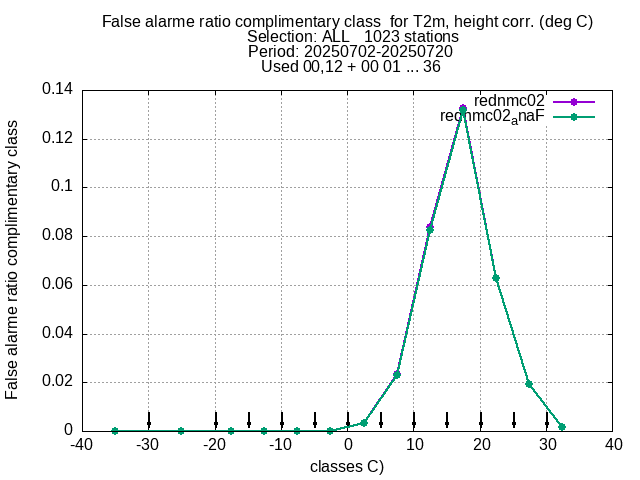 False alarme ratio complimentary class  for T2m, height corr. (deg C)
Selection: ALL   1023 stations
Period: 20250702-20250720
Used 00,12 + 00 01 ... 36
False alarme ratio complimentary class
0.14
0.12
0.1
0.08
0.06
0.04
0.02
0
rednmc02
rednmc02anaF
-40 -30 -20 -10 0 10 20 30 40
classes C)